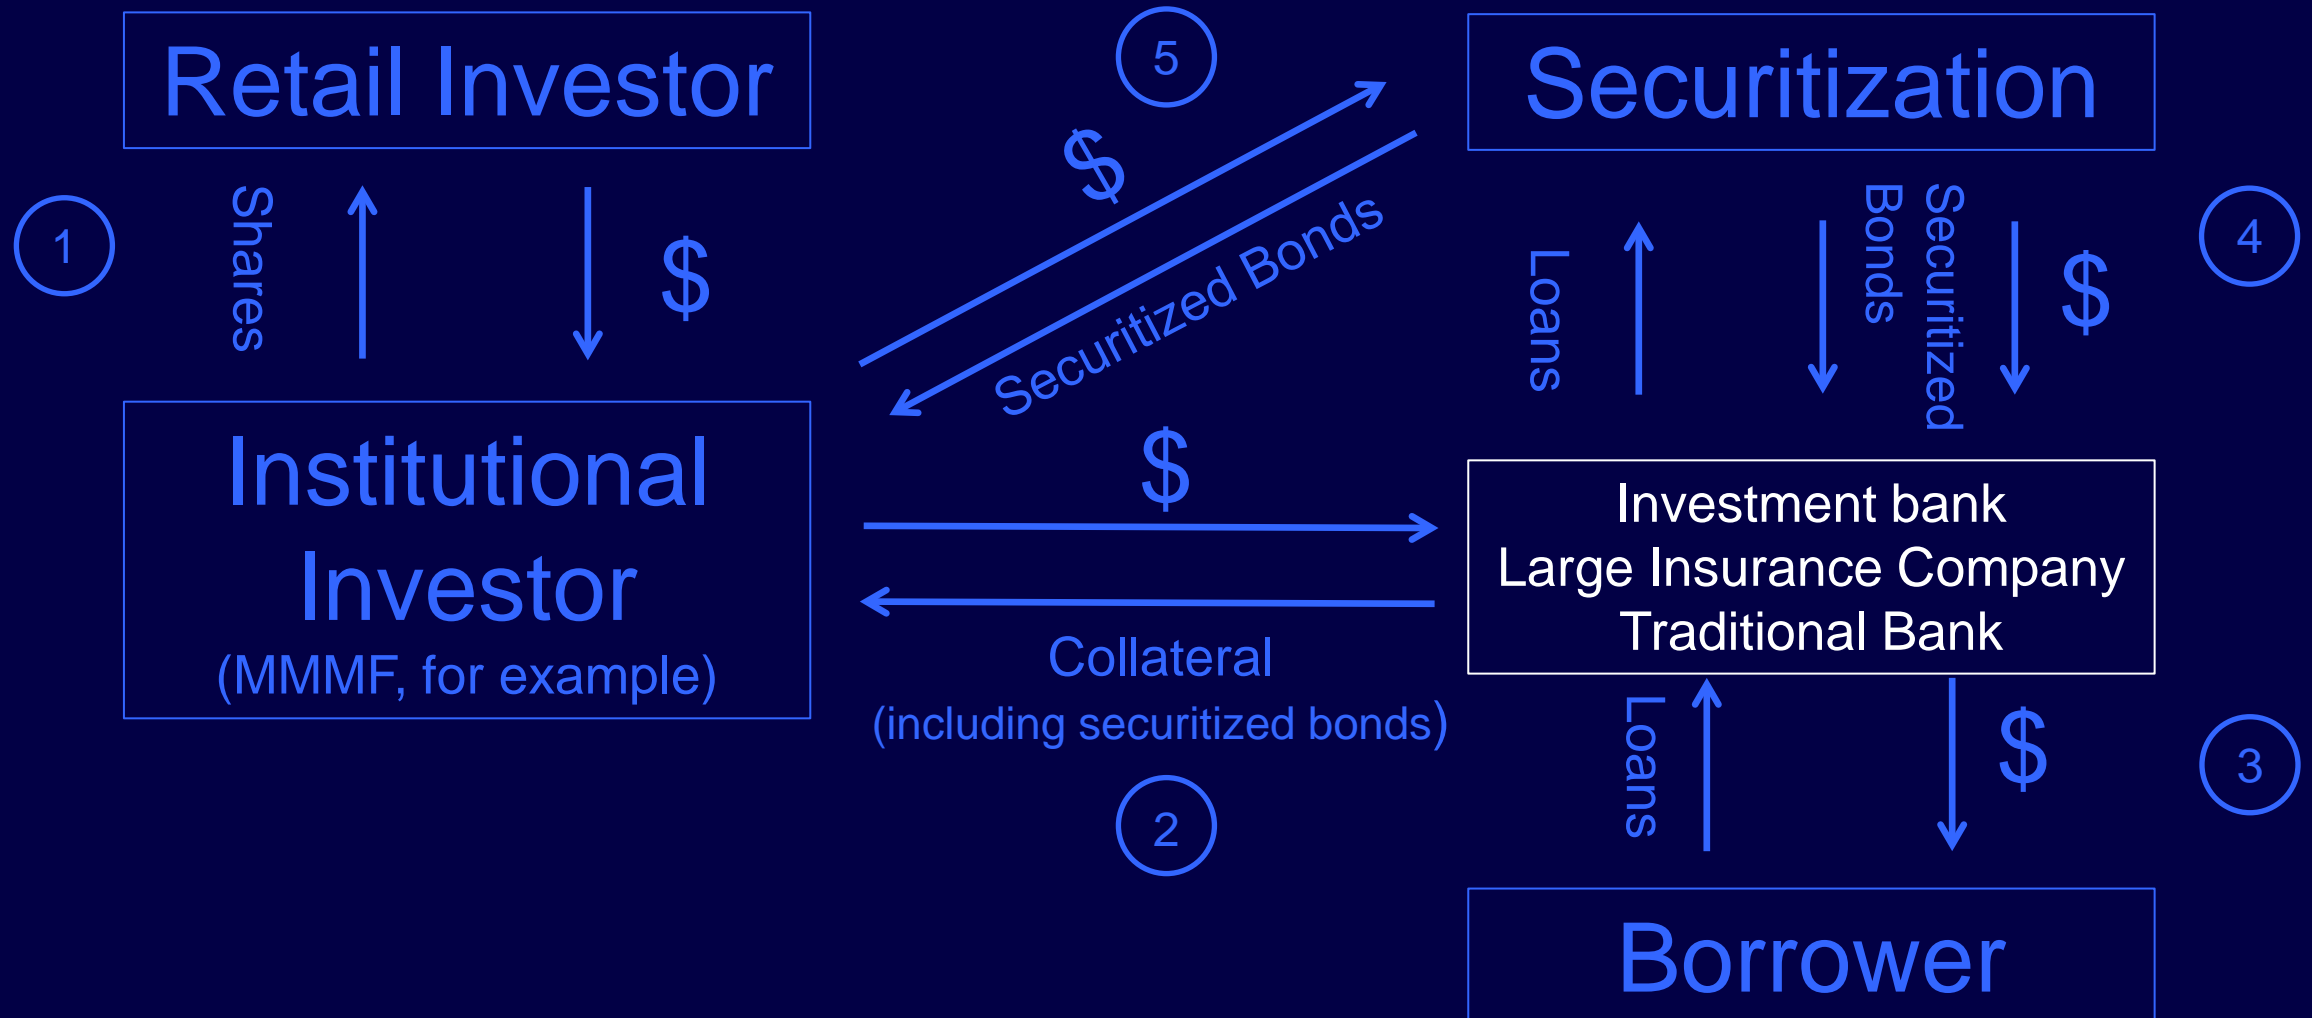 Retail Investor
5
Securitization
1
Shares
$
$
Securitized Bonds
Loans
Securitized
Bonds
$
4
Institutional
Investor
(MMMF, for example)
$
Collateral
(including securitized bonds)
2
Investment bank
Large Insurance Company
Traditional Bank
Loans
$
3
Borrower